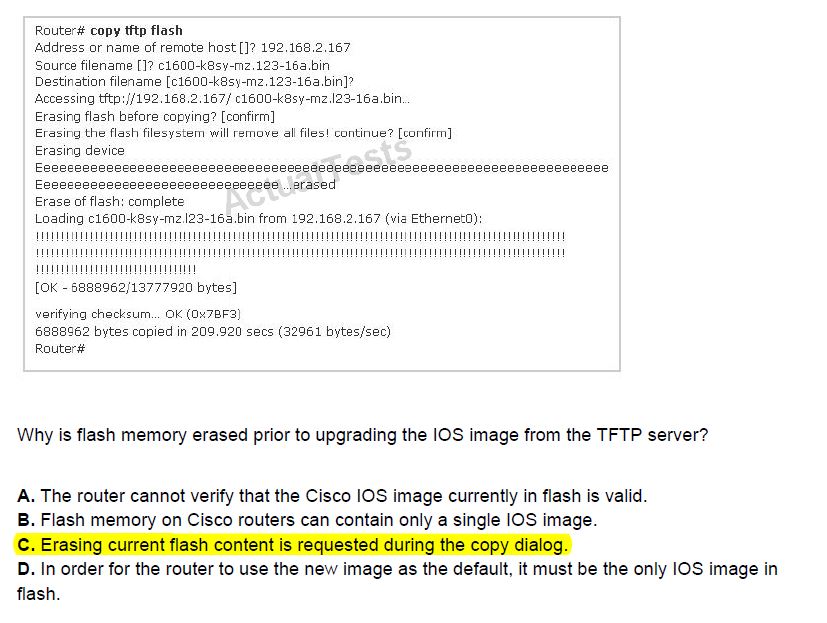 Router# copy tftp flash
Address or name of remote host []? 192.168.2.167
Source filename []? c1600-k8sy-mz.123-16a.bin
Destination filename [c1600-k8sy-mz.123-16a.bin]?
Accessing tftp://192.168.2.167/ c1600-k8sy-mz.l23-16a.bin...
Erasing flash before copying? [confirm]
Erasing the flash filesystem will remove all files! continue? [confirm]
Erasing device
Eeeeeeeeeeeeeeeeeeeeeeeeeeeeeeeeeeeeeeeeeeeeeeeeeeeeeeeeeeeeeeeeeeeeeeeeee
Eeeeeeeeeeeeeeeeeeeeeeeeeeeeeee ...erased
Erase of flash: complete
Loading c1600-k8sy-mz.l23-16a.bin from 192.168.2.167 (via Ethernet0):
!!!!!!!!!!!!!!!!!!!!!!!!!!!!!!!!!!!!!!!!!!!!!!!!!!!!!!!!!!!!!!!!!!!!!!!!!!!!!!!!!!!!!!!!!!!!!!!!!!!!!!!!!!
!!!!!!!!!!!!!!!!!!!!!!!!!!!!!!!!!!!!!!!!!!!!!!!!!!!!!!!!!!!!!!!!!!!!!!!!!!!!!!!!!!!!!!!!!!!!!!!!!!!!!!!!!!
!!!!!!!!!!!!!!!!!!!!!!!!!!!!!!!!
[OK - 6888962/13777920 bytes]
verifying checksum... OK (0x7BF3)
6888962 bytes copied in 209.920 secs (32961 bytes/sec)
Router#
ActualTests
Why is flash memory erased prior to upgrading the IOS image from the TFTP server?
A. The router cannot verify that the Cisco IOS image currently in flash is valid.
B. Flash memory on Cisco routers can contain only a single IOS image.
C. Erasing current flash content is requested during the copy dialog.
D. In order for the router to use the new image as the default, it must be the only IOS image in
flash.